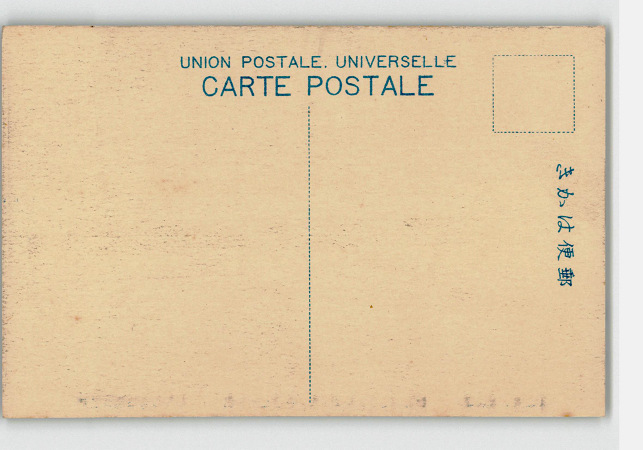 UNION POSTALE. UNIVERSELLE
CARTE POSTALE
郵便はかき